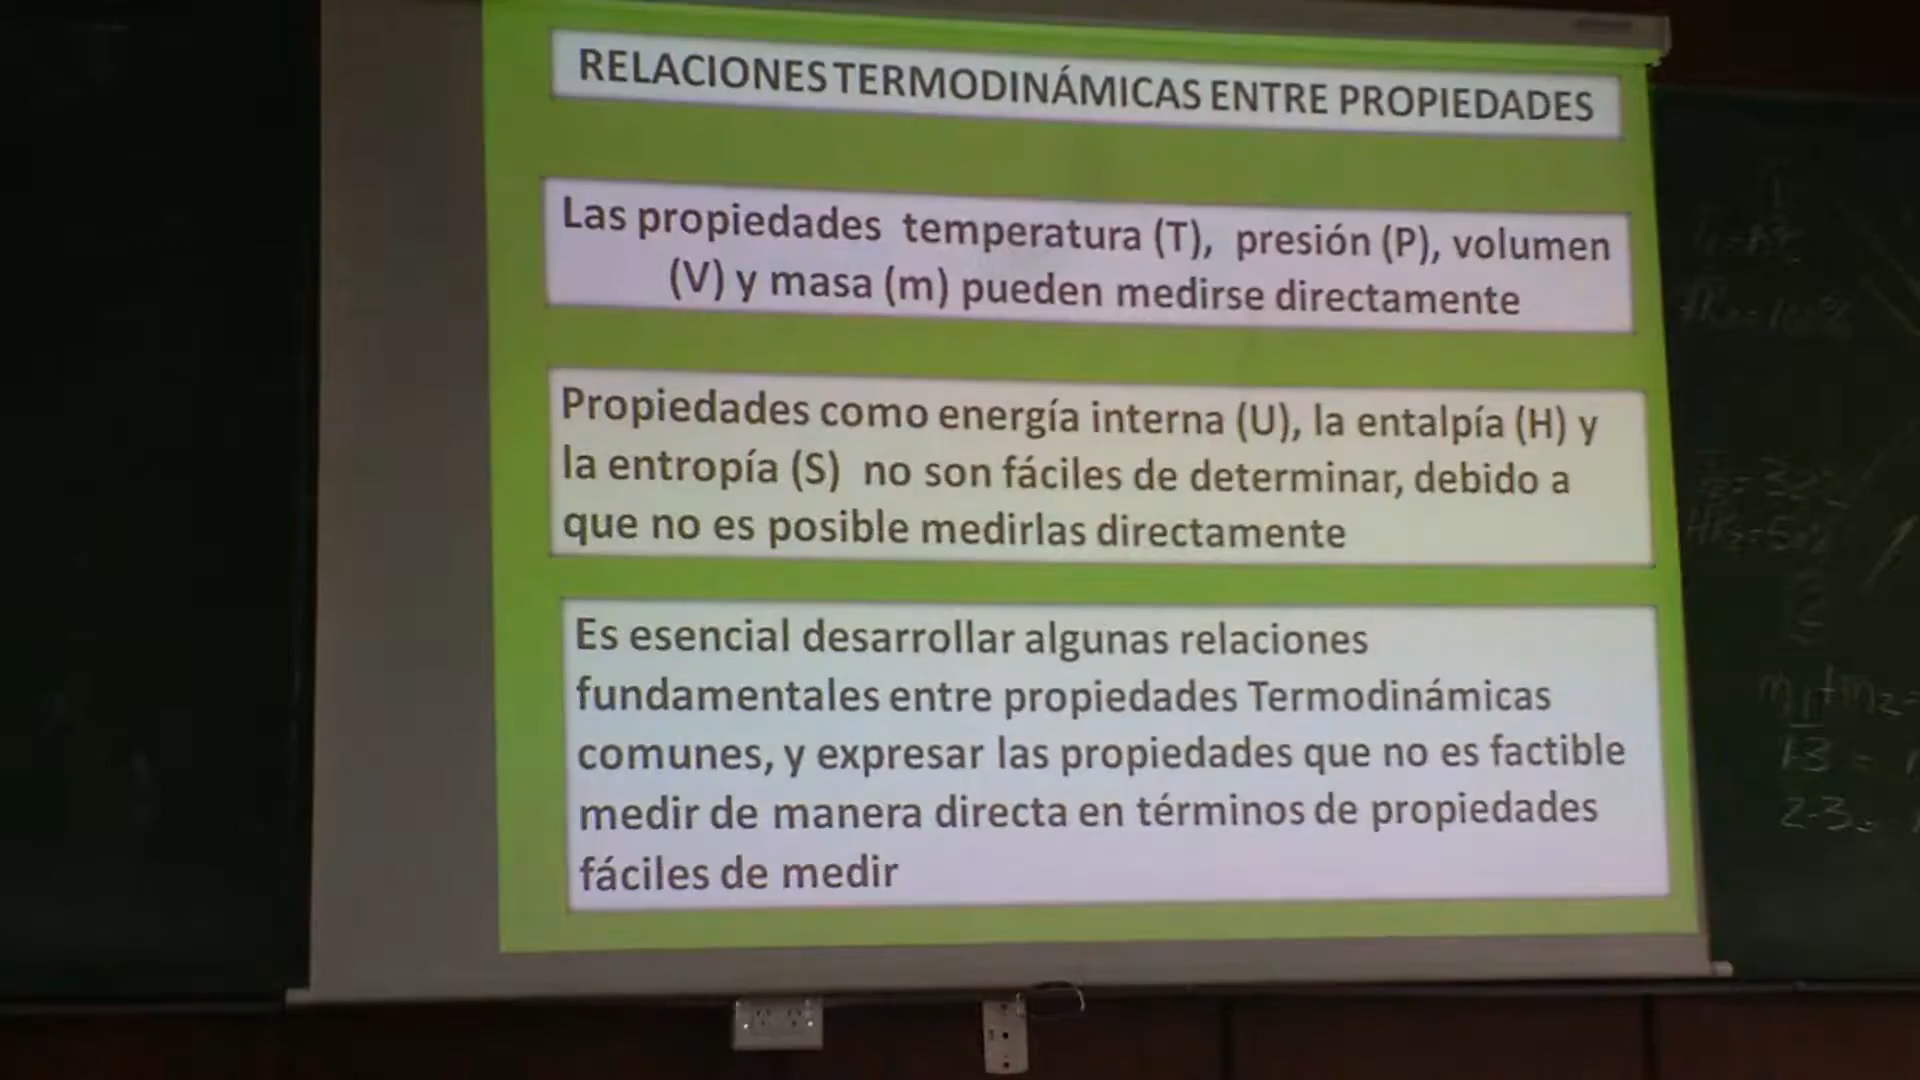 RELACIONES TERMODINÁMICAS ENTRE PROPIEDADES
Las propiedades temperatura (T), presión (P), volumen
(V) y masa (m) pueden medirse directamente
Propiedades como energía interna (U), la entalpía (H) y
la entropía (S) no son fáciles de determinar, debido a
que no es posible medirlas directamente
Es esencial desarrollar algunas relaciones
fundamentales entre propiedades Termodinámicas
comunes, y expresar las propiedades que no es factible
medir de manera directa en términos de propiedades
fáciles de medir